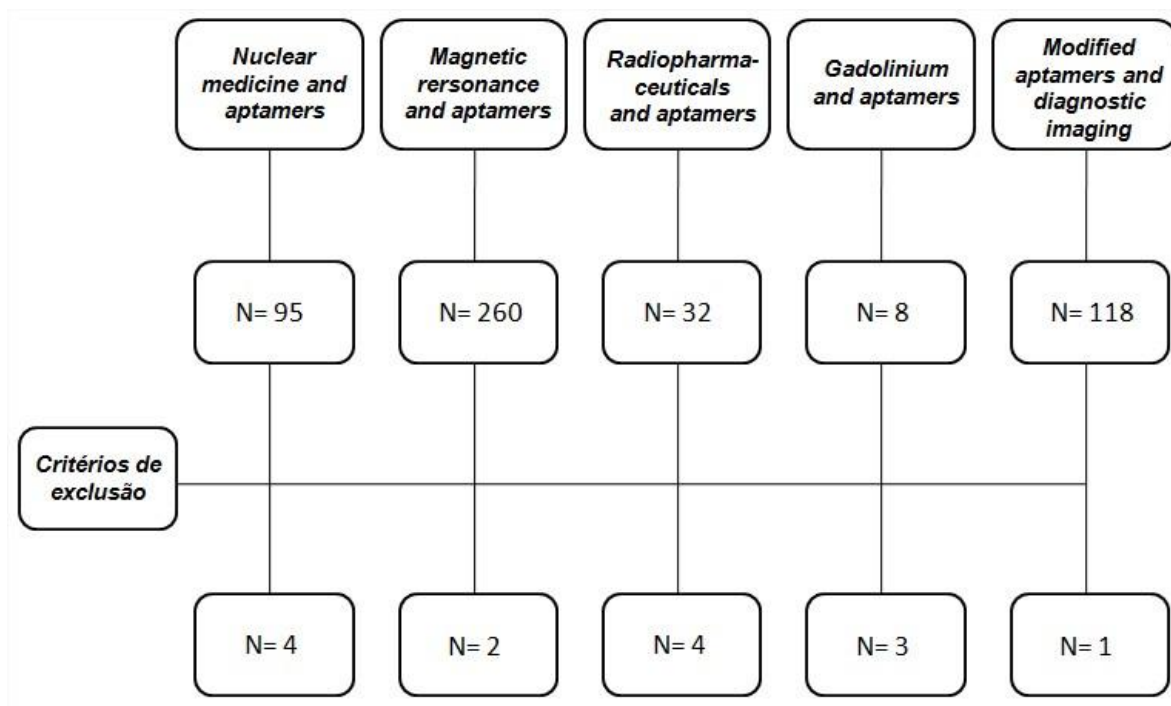 Nuclear
medicine and
aptamers
Magnetic
rersonance
and aptamers
Radiopharma-
ceuticals
and aptamers
Gadolinium
and aptamers
Modified
aptamers and
diagnostic
imaging
N= 95
N= 260
N= 32
N= 8
N= 118
Critérios de
exclusão
N= 4
N= 2
N= 4
N= 3
N= 1